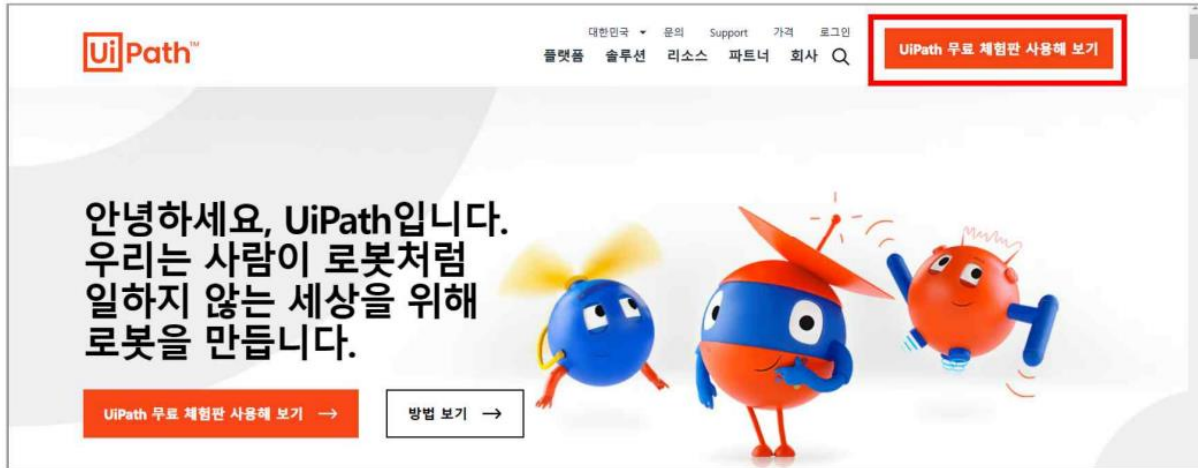 UiPath™
대한민국 문의 Support 가격 로그인
플랫폼 솔루션 리소스 파트너 회사
UiPath 무료 체험판 사용해 보기
안녕하세요, UiPath입니다.
우리는 사람이 로봇처럼
일하지 않는 세상을 위해
로봇을 만듭니다.
UiPath 무료 체험판 사용해 보기 →
방법 보기 →